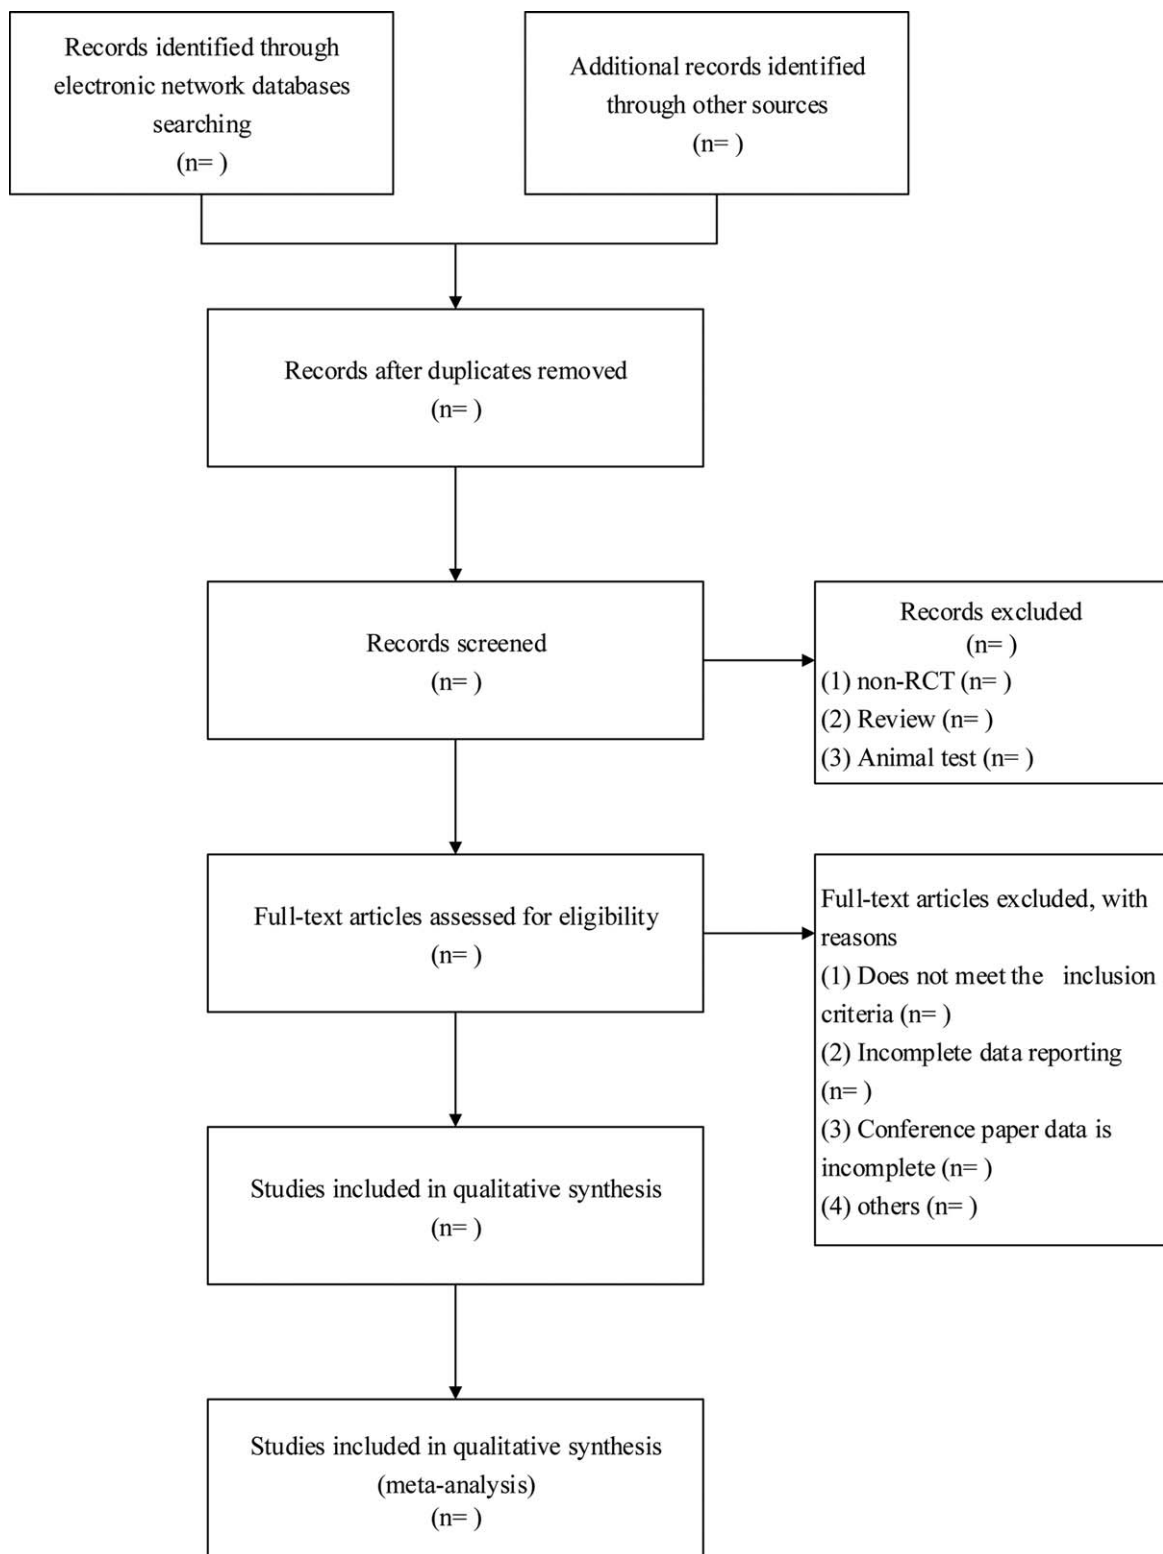 Records identified through
electronic network databases
searching
(n= )
Additional records identified
through other sources
(n= )
Records after duplicates removed
(n= )
Records screened
(n= )
Records excluded
(n= )
(1) non-RCT (n= )
(2) Review (n= )
(3) Animal test (n= )
Full-text articles assessed for eligibility
(n= )
Full-text articles excluded, with
reasons
(1) Does not meet the inclusion
criteria (n= )
(2) Incomplete data reporting
(n= )
(3) Conference paper data is
incomplete (n= )
(4) others (n= )
Studies included in qualitative synthesis
(n= )
Studies included in qualitative synthesis
(meta-analysis)
(n= )